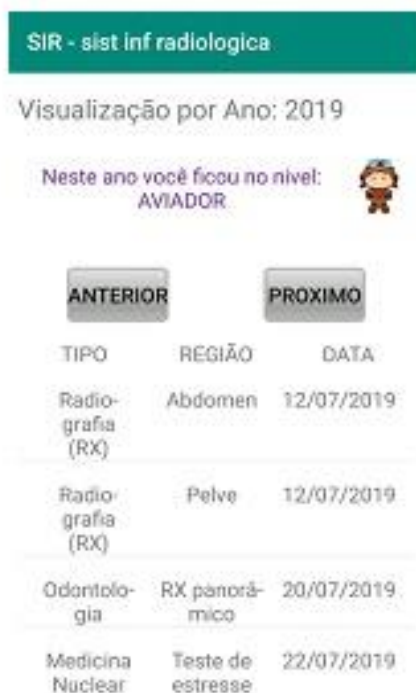 SIR - sist inf radiologica
Visualização por Ano: 2019
Neste ano você ficou no nivel:
AVIADOR
ANTERIOR PROXIMO
TIPO REGIÃO DATA
Radio- Abdomen 12/07/2019
grafia
(RX)
Radio- Pelve 12/07/2019
grafia
(RX)
Odontolo- RX panorâ- 20/07/2019
gia mico
Medicina Teste de 22/07/2019
Nuclear estresse